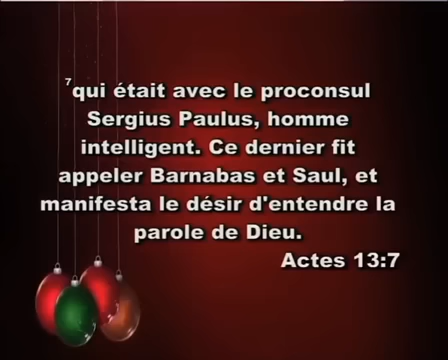 ⁷qui était avec le proconsul
Sergius Paulus, homme
intelligent. Ce dernier fit
appeler Barnabas et Saul, et
manifesta le désir d'entendre la
parole de Dieu.
Actes 13:7